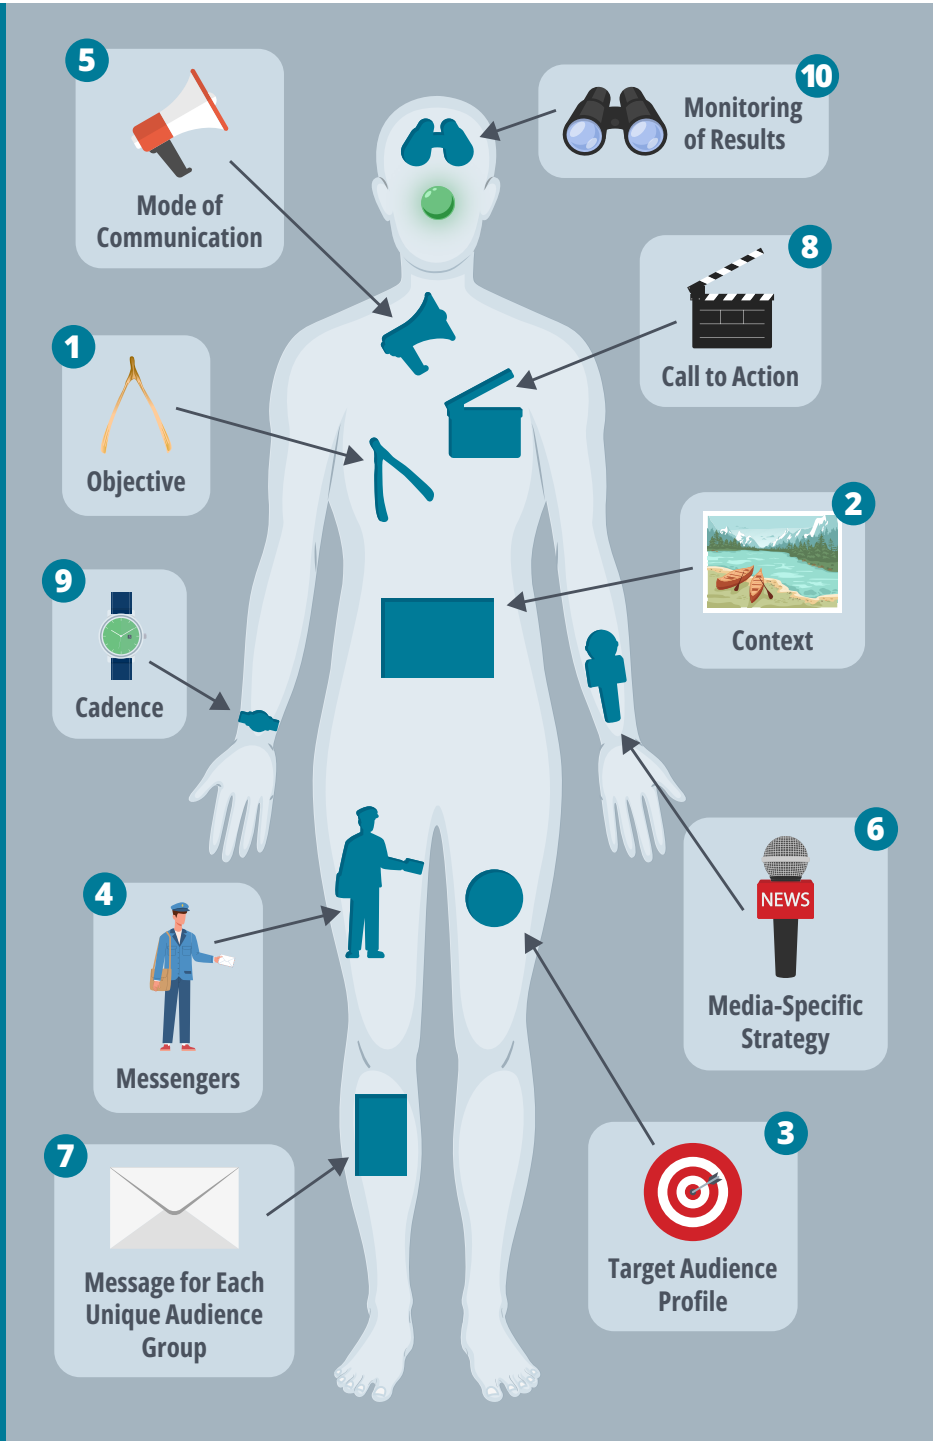 5
Mode of
Communication
10
Monitoring
of Results
8
Call to Action
1
Objective
2
Context
9
Cadence
6
NEWS
Media-Specific
Strategy
4
Messengers
3
Target Audience
Profile
7
Message for Each
Unique Audience
Group